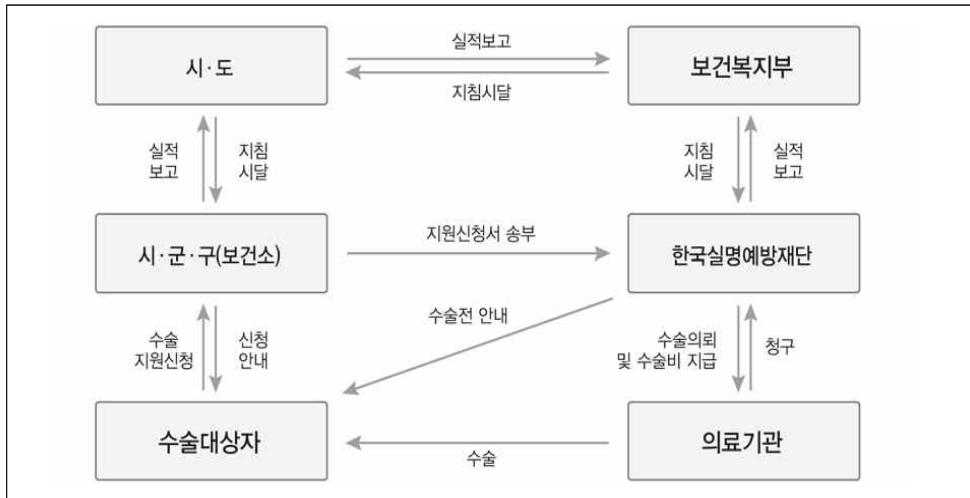 실적보고
시·도
보건복지부
지침시달
실적
보고
지침
시달
지침
시달
실적
보고
시·군·구(보건소)
지원신청서 송부
한국실명예방재단
수술전 안내
수술
지원신청
신청
안내
수술의뢰
및 수술비 지급
청구
수술대상자
수술
의료기관